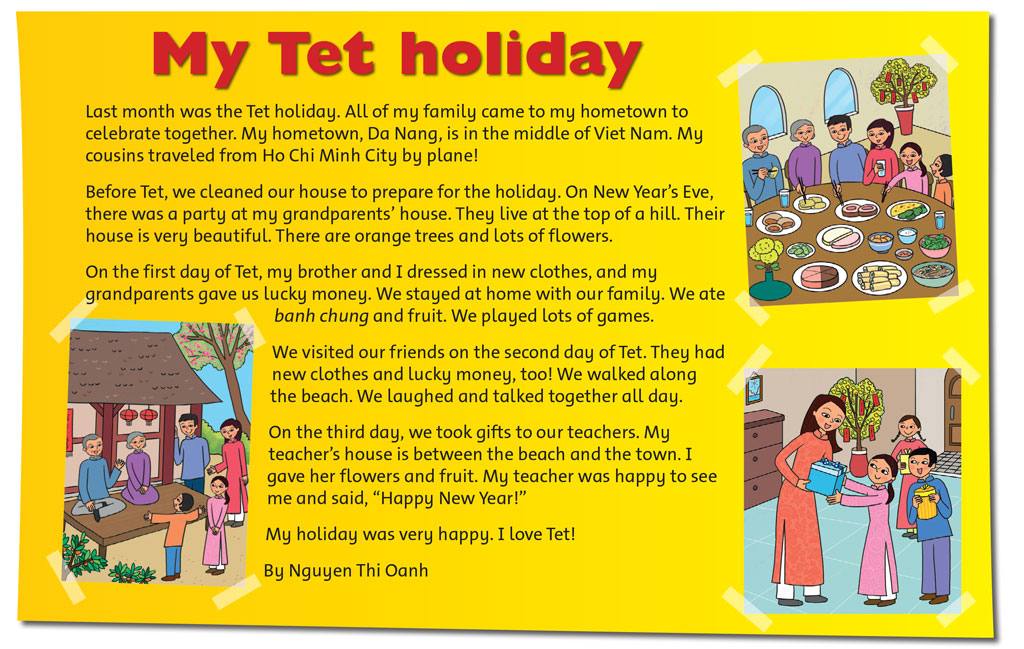 My Tet holiday
Last month was the Tet holiday. All of my family came to my hometown to
celebrate together. My hometown, Da Nang, is in the middle of Viet Nam. My
cousins traveled from Ho Chi Minh City by plane!
Before Tet, we cleaned our house to prepare for the holiday. On New Year’s Eve,
there was a party at my grandparents’ house. They live at the top of a hill. Their
house is very beautiful. There are orange trees and lots of flowers.
On the first day of Tet, my brother and I dressed in new clothes, and my
grandparents gave us lucky money. We stayed at home with our family. We ate
banh chung and fruit. We played lots of games.
We visited our friends on the second day of Tet. They had
new clothes and lucky money, too! We walked along
the beach. We laughed and talked together all day.
On the third day, we took gifts to our teachers. My
teacher’s house is between the beach and the town. I
gave her flowers and fruit. My teacher was happy to see
me and said, “Happy New Year!”
My holiday was very happy. I love Tet!
By Nguyen Thi Oanh